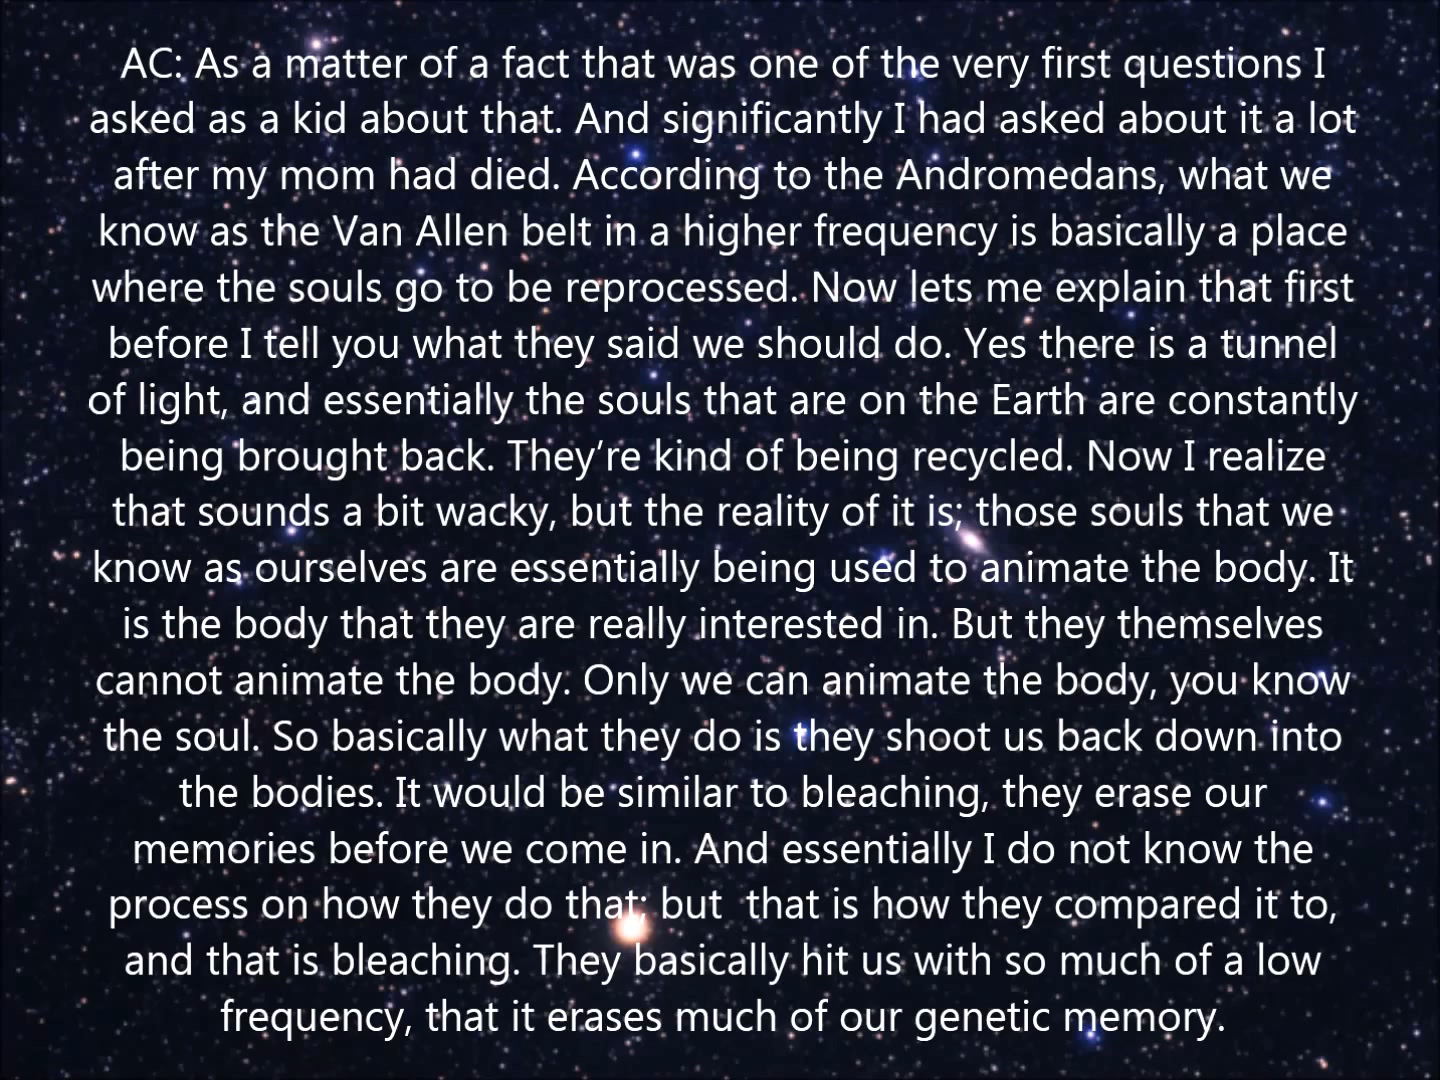 AC: As a matter of a fact that was one of the very first questions I
asked as a kid about that. And significantly I had asked about it a lot
after my mom had died. According to the Andromedans, what we
know as the Van Allen belt in a higher frequency is basically a place
where the souls go to be reprocessed. Now lets me explain that first
before I tell you what they said we should do. Yes there is a tunnel
of light, and essentially the souls that are on the Earth are constantly
being brought back. They’re kind of being recycled. Now I realize
that sounds a bit wacky, but the reality of it is; those souls that we
know as ourselves are essentially being used to animate the body. It
is the body that they are really interested in. But they themselves
cannot animate the body. Only we can animate the body, you know
the soul. So basically what they do is they shoot us back down into
the bodies. It would be similar to bleaching, they erase our
memories before we come in. And essentially I do not know the
process on how they do that; but  that is how they compared it to,
and that is bleaching. They basically hit us with so much of a low
frequency, that it erases much of our genetic memory.